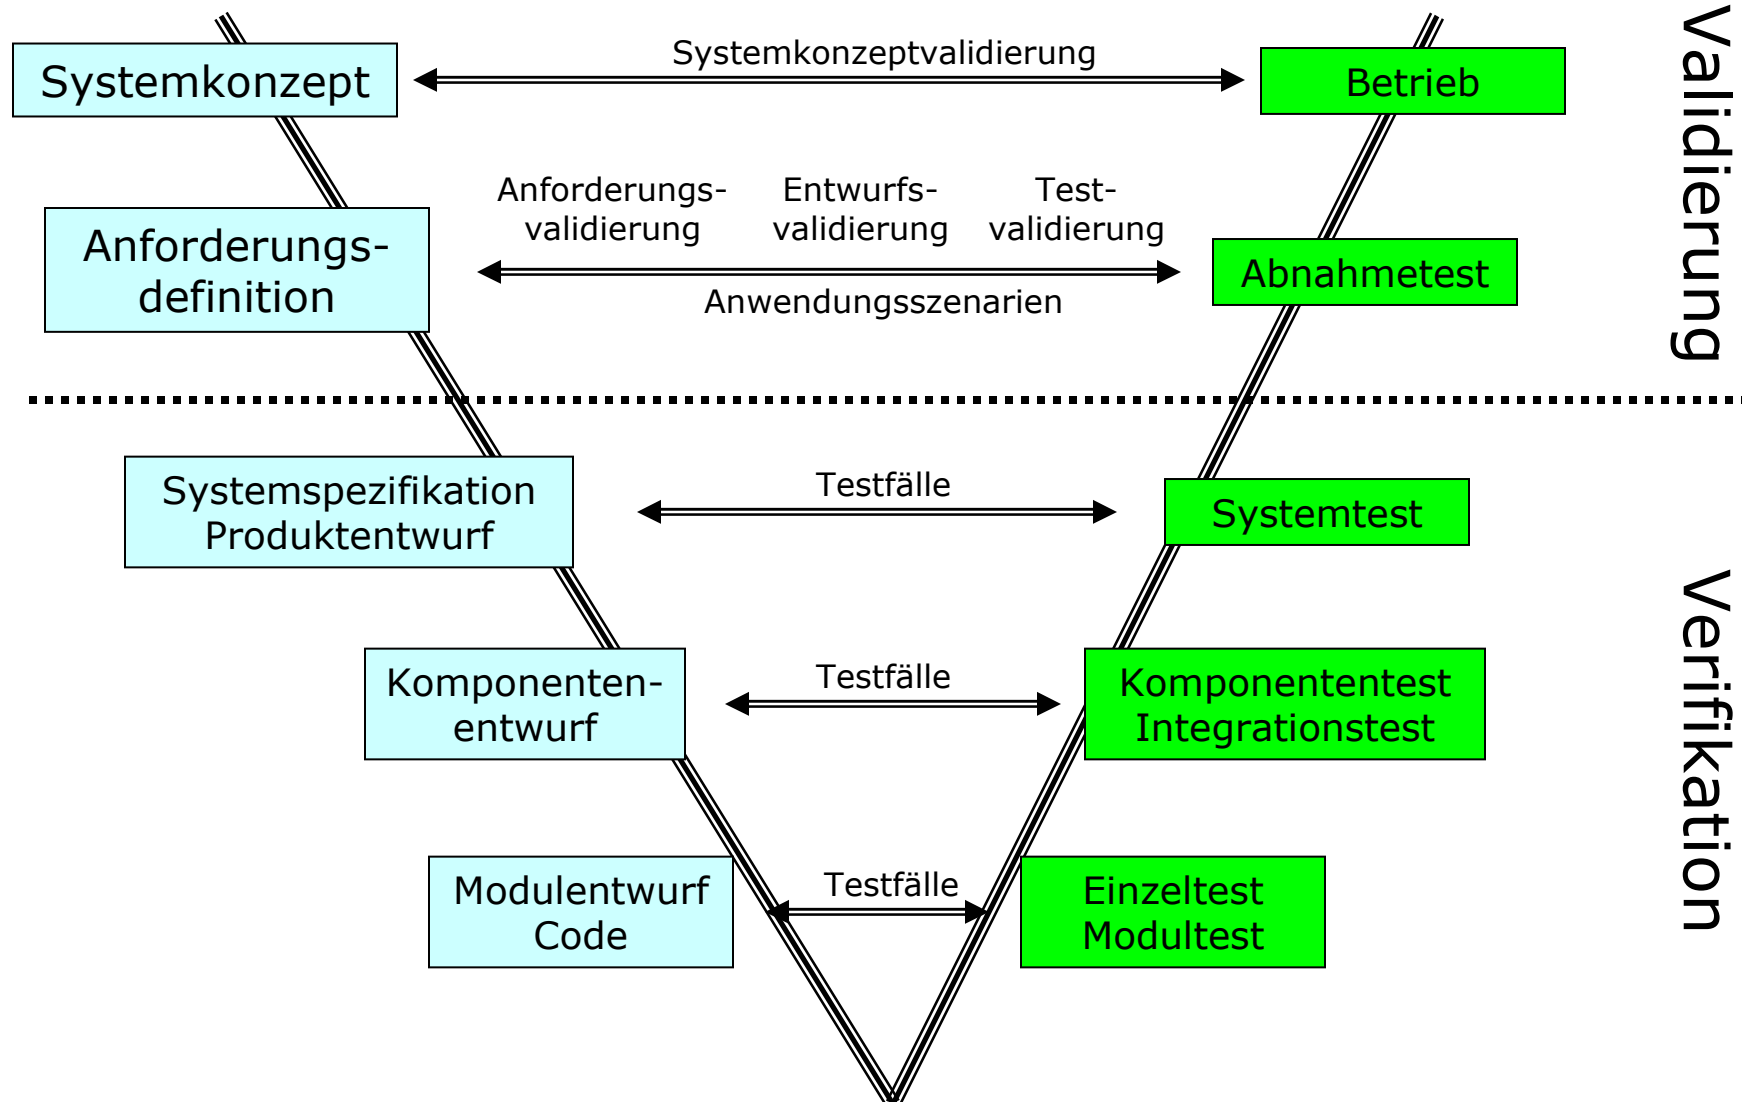 Systemkonzept
Systemkonzeptvalidierung
Betrieb
Anforderungs-
validierung
Entwurfs-
validierung
Test-
validierung
Anforderungs-
definition
Anwendungsszenarien
Abnahmetest
Validierung
Systemspezifikation
Produktentwurf
Testfälle
Systemtest
Komponenten-
entwurf
Testfälle
Komponententest
Integrationstest
Modulentwurf
Code
Testfälle
Einzeltest
Modultest
Verifikation